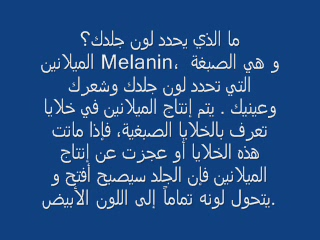 ما الذي يحدد لون جلدك؟
و هي الصبغة ،Melanin الميلانين
التي تحدد لون جلدك وشعرك
وعينيك . يتم إنتاج الميلانين في خلايا
تعرف بالخلايا الصبغية، فإذا ماتت
هذه الخلايا أو عجزت عن إنتاج
الميلانين فإن الجلد سيصبح أفتح و
يتحول لونه تماماً إلى اللون الأبيض.